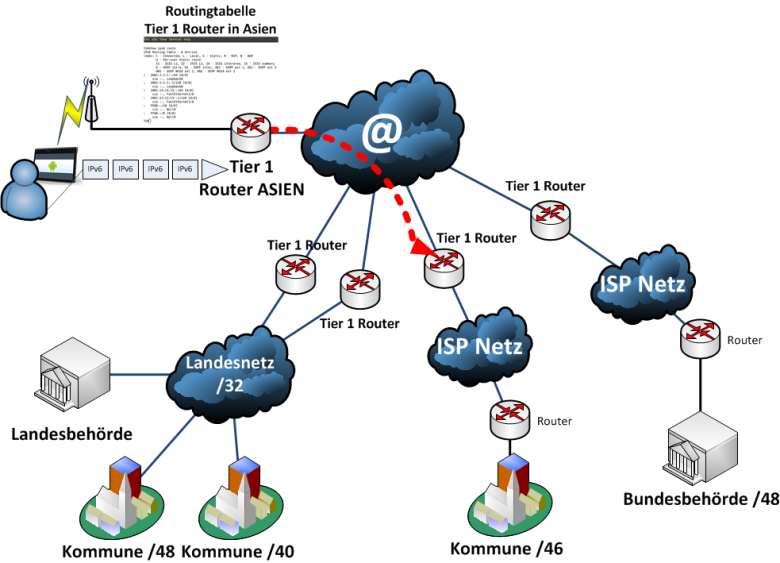 Routingtabelle
Tier 1 Router in Asien
@
Tier 1
Router ASIEN
IPv6 IPv6 IPv6 IPv6
Tier 1 Router
Tier 1 Router
Tier 1 Router
Tier 1 Router
ISP Netz
ISP Netz
Router
Landesnetz
/32
Router
Landesbehörde
Bundesbehörde /48
Kommune /48
Kommune /40
Kommune /46